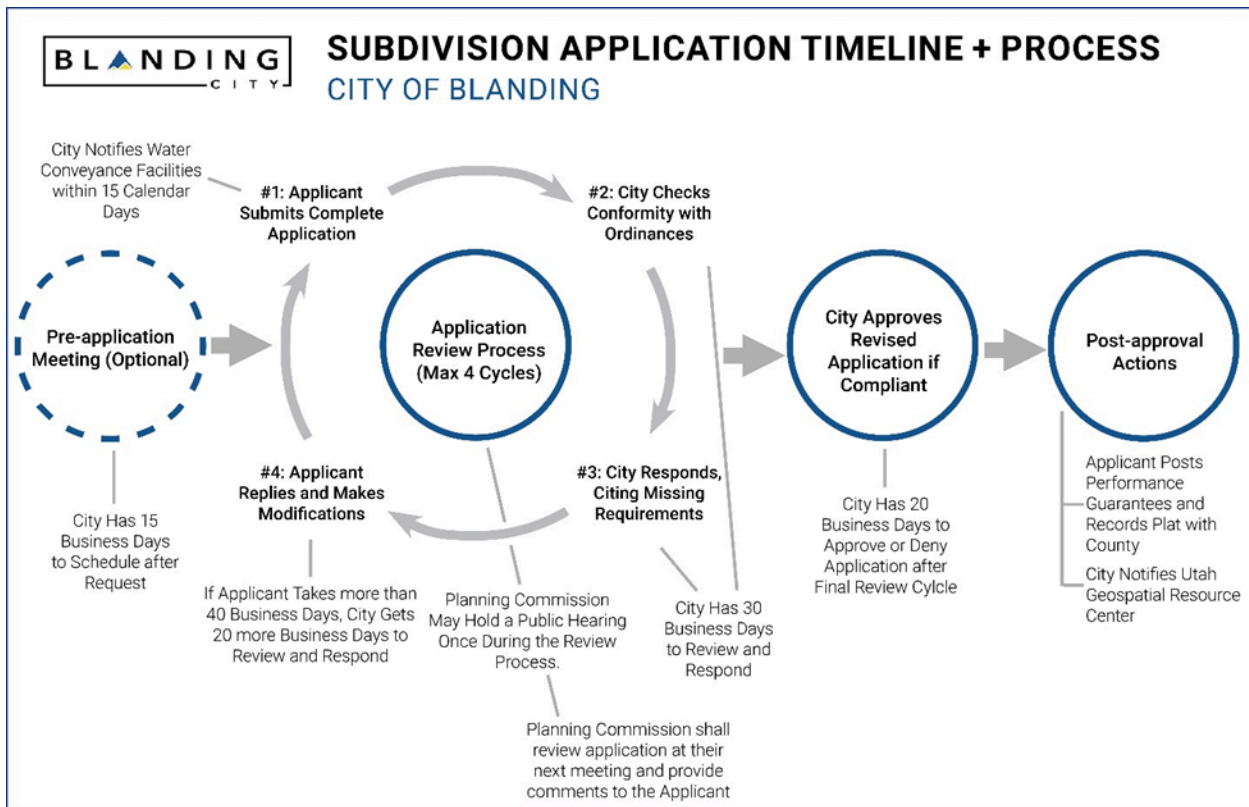 BLANDING
CITY
SUBDIVISION APPLICATION TIMELINE + PROCESS
CITY OF BLANDING
City Notifies Water
Conveyance Facilities
within 15 Calendar
Days
#1: Applicant
Submits Complete
Application
#2: City Checks
Conformity with
Ordinances
Pre-application
Meeting (Optional)
Application
Review Process
(Max 4 Cycles)
City Approves
Revised
Application if
Compliant
Post-approval
Actions
#4: Applicant
Replies and Makes
Modifications
#3: City Responds,
Citing Missing
Requirements
City Has 15
Business Days
to Schedule after
Request
If Applicant Takes more than
40 Business Days, City Gets
20 more Business Days to
Review and Respond
Planning Commission
May Hold a Public Hearing
Once During the Review
Process.
City Has 30
Business Days
to Review and
Respond
City Has 20
Business Days to
Approve or Deny
Application after
Final Review Cylcle
Applicant Posts
Performance
Guarantees and
Records Plat with
County
City Notifies Utah
Geospatial Resource
Center
Planning Commission shall
review application at their
next meeting and provide
comments to the Applicant